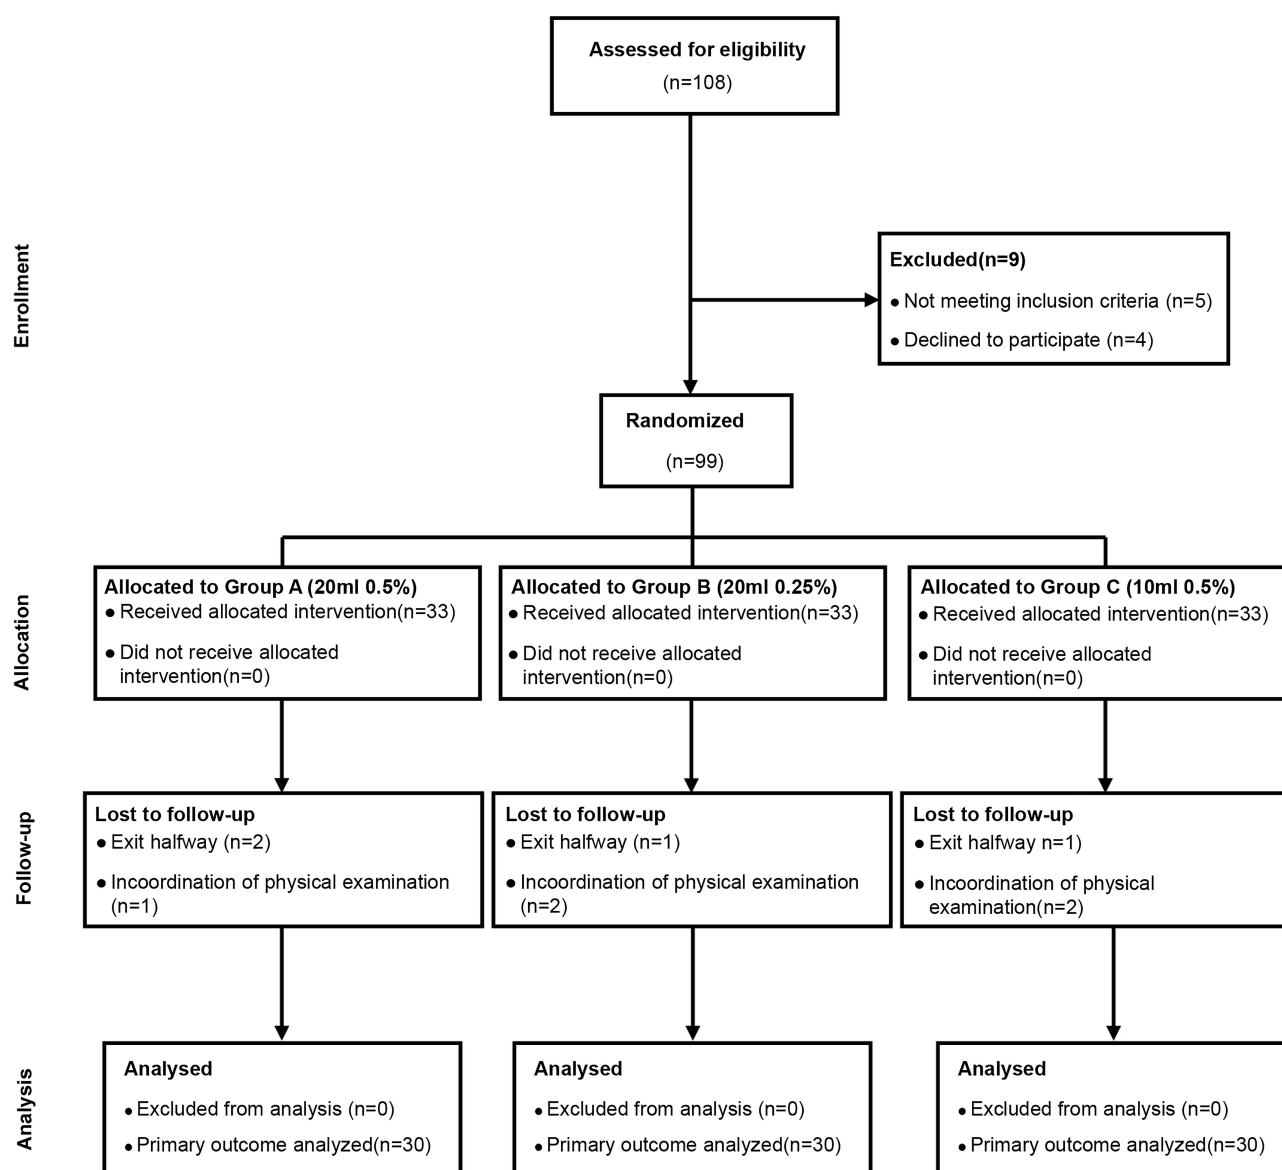 Assessed for eligibility
(n=108)
Enrollment
Excluded(n=9)
● Not meeting inclusion criteria (n=5)
● Declined to participate (n=4)
Randomized
(n=99)
Allocation
Allocated to Group A (20ml 0.5%)
● Received allocated intervention(n=33)
● Did not receive allocated
intervention(n=0)
Allocated to Group B (20ml 0.25%)
● Received allocated intervention(n=33)
● Did not receive allocated
intervention(n=0)
Allocated to Group C (10ml 0.5%)
● Received allocated intervention(n=33)
● Did not receive allocated
intervention(n=0)
Follow-up
Lost to follow-up
● Exit halfway (n=2)
● Incoordination of physical examination
(n=1)
Lost to follow-up
● Exit halfway (n=1)
● Incoordination of physical examination
(n=2)
Lost to follow-up
● Exit halfway n=1)
● Incoordination of physical
examination(n=2)
Analysis
Analysed
● Excluded from analysis (n=0)
● Primary outcome analyzed(n=30)
Analysed
● Excluded from analysis (n=0)
● Primary outcome analyzed(n=30)
Analysed
● Excluded from analysis (n=0)
● Primary outcome analyzed(n=30)